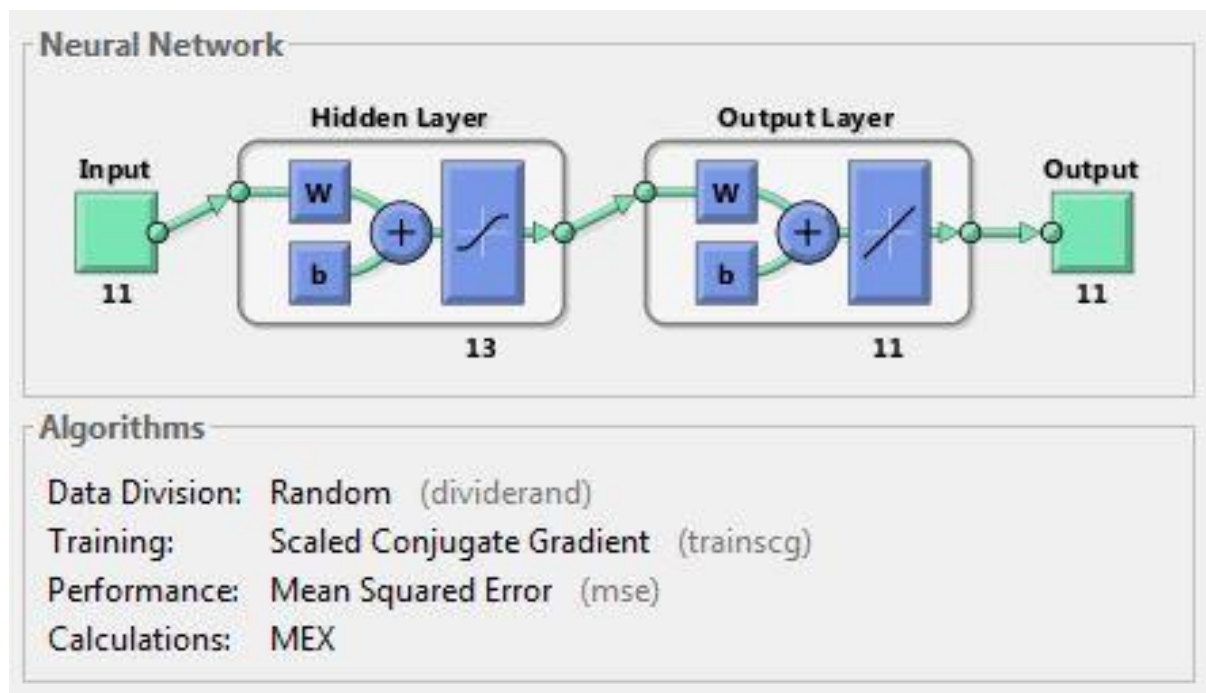 Neural Network
Hidden Layer
Output Layer
Input
Output
W
b
+
W
b
+
11
13
11
11
Algorithms
Data Division: Random (dividerand)
Training: Scaled Conjugate Gradient (trainscg)
Performance: Mean Squared Error (mse)
Calculations: MEX